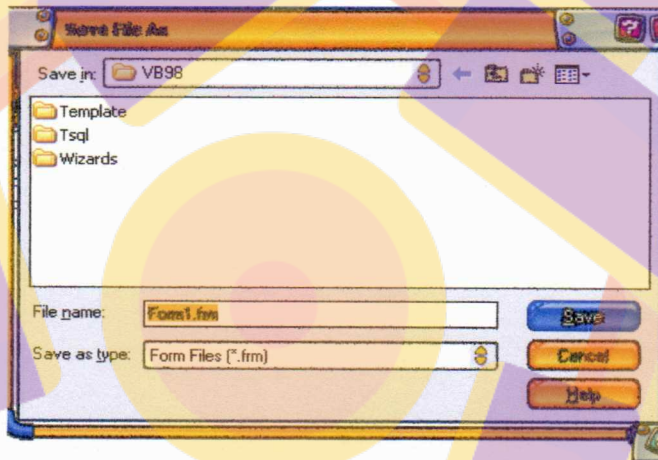 Save File As
Save in: VB98
Template
Tsql
Wizards
File name: Form1.frm
Save
Save as type: Form Files (*.frm)
Cancel
Help